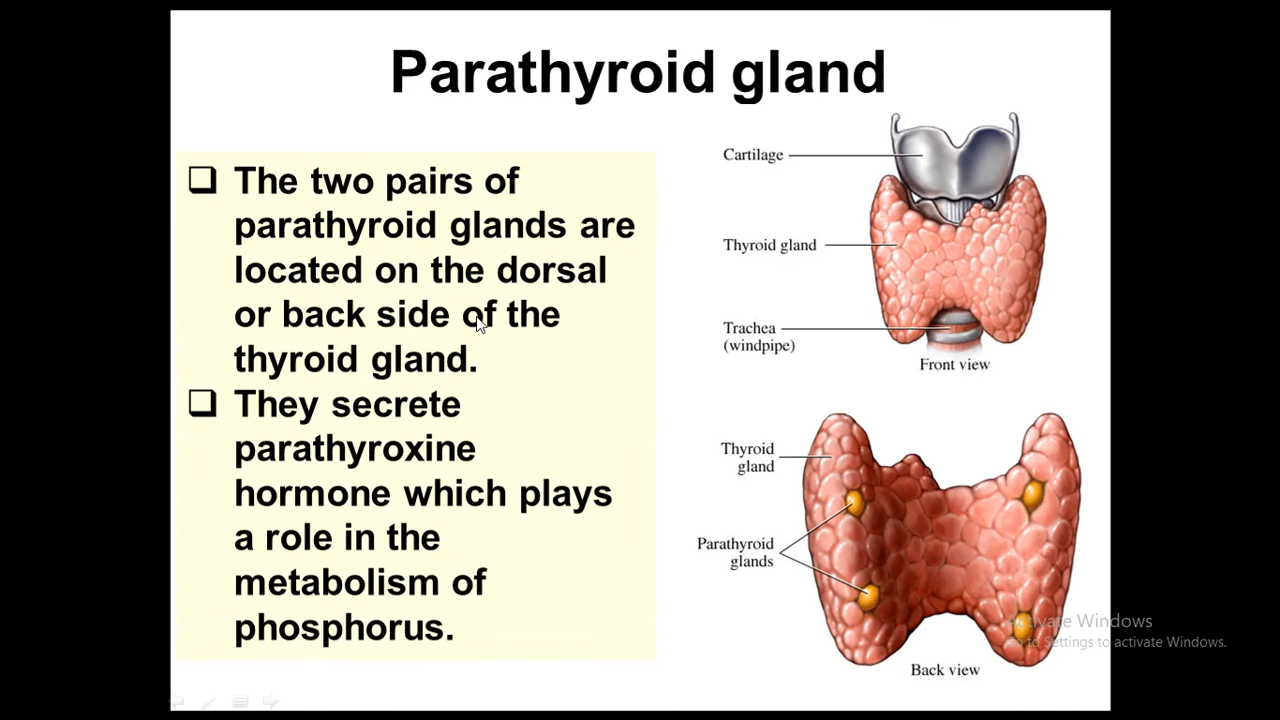 Parathyroid gland
❑ The two pairs of
parathyroid glands are
located on the dorsal
or back side of the
thyroid gland.
❑ They secrete
parathyroxine
hormone which plays
a role in the
metabolism of
phosphorus.
Cartilage
Thyroid gland
Trachea
(windpipe)
Front view
Thyroid
gland
Parathyroid
glands
Back view
Activate Windows
Go to Settings to activate Windows.